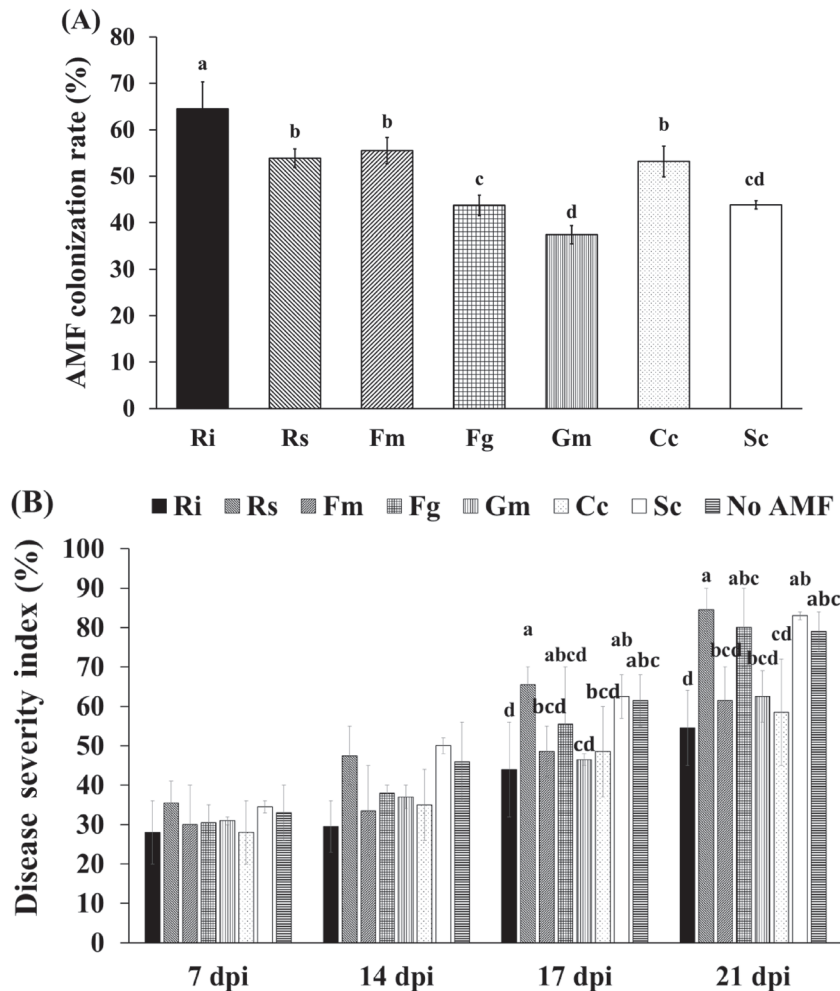 (A)
AMF colonization rate (%)
80
70
60
50
40
30
20
10
0
a
b
b
c
d
b
cd
Ri Rs Fm Fg Gm Cc Sc
(B)
Ri Rs Fm Fg Gm Cc Sc No AMF
Disease severity index (%)
100
90
80
70
60
50
40
30
20
10
0
d
a
bcd
abcd
cd
bcd
ab
abc
d
a
bcd
abc
bcd
cd
ab
abc
7 dpi 14 dpi 17 dpi 21 dpi